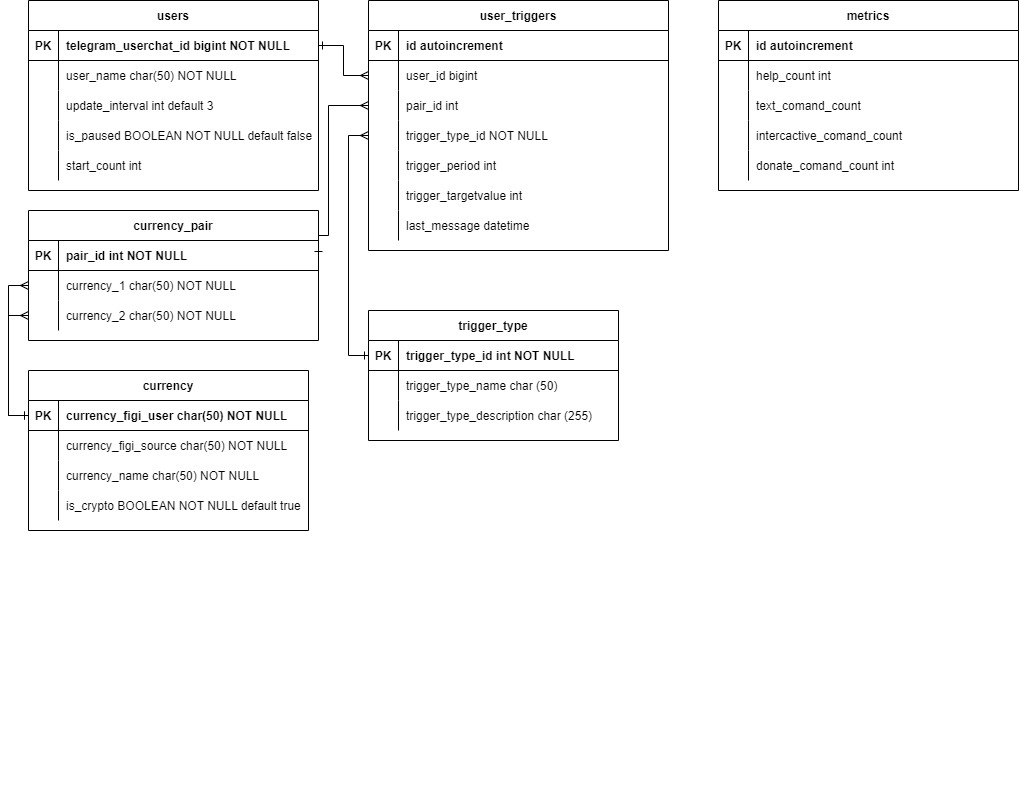 users
PK telegram_userchat_id bigint NOT NULL
user_name char(50) NOT NULL
update_interval int default 3
is_paused BOOLEAN NOT NULL default false
start_count int
user_triggers
PK id autoincrement
user_id bigint
pair_id int
trigger_type_id NOT NULL
trigger_period int
trigger_targetvalue int
last_message datetime
metrics
PK id autoincrement
help_count int
text_comand_count
intercactive_comand_count
donate_comand_count int
currency_pair
PK pair_id int NOT NULL
currency_1 char(50) NOT NULL
currency_2 char(50) NOT NULL
trigger_type
PK trigger_type_id int NOT NULL
trigger_type_name char (50)
trigger_type_description char (255)
currency
PK currency_figi_user char(50) NOT NULL
currency_figi_source char(50) NOT NULL
currency_name char(50) NOT NULL
is_crypto BOOLEAN NOT NULL default true